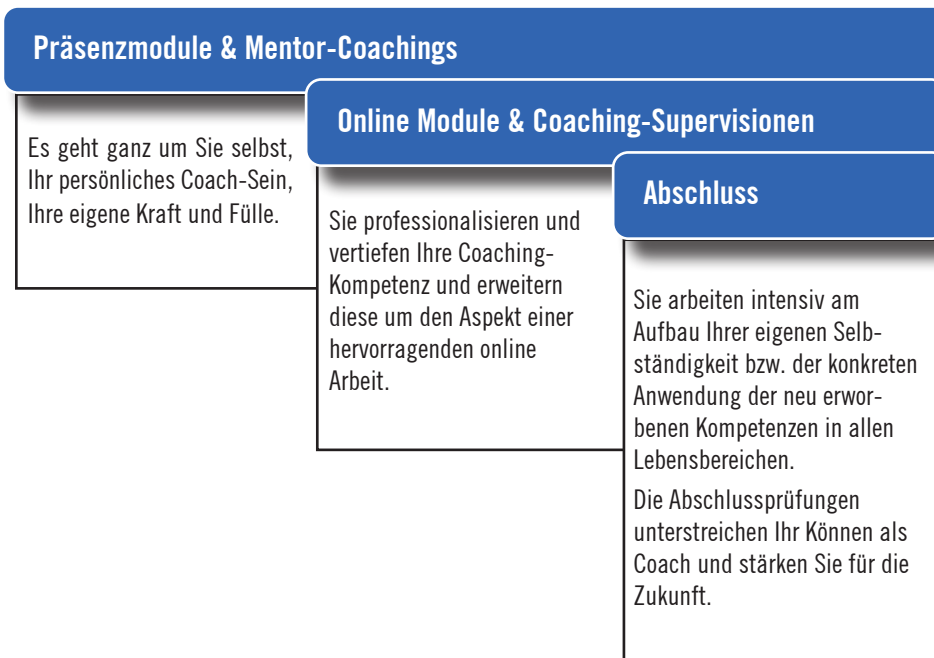 Präsenzmodule & Mentor-Coachings
Es geht ganz um Sie selbst,
Ihr persönliches Coach-Sein,
Ihre eigene Kraft und Fülle.
Online Module & Coaching-Supervisionen
Sie professionalisieren und
vertiefen Ihre Coaching-
Kompetenz und erweitern
diese um den Aspekt einer
hervorragenden online
Arbeit.
Abschluss
Sie arbeiten intensiv am
Aufbau Ihrer eigenen Selb-
ständigkeit bzw. der konkreten
Anwendung der neu erwor-
benen Kompetenzen in allen
Lebensbereichen.
Die Abschlussprüfungen
unterstreichen Ihr Können als
Coach und stärken Sie für die
Zukunft.